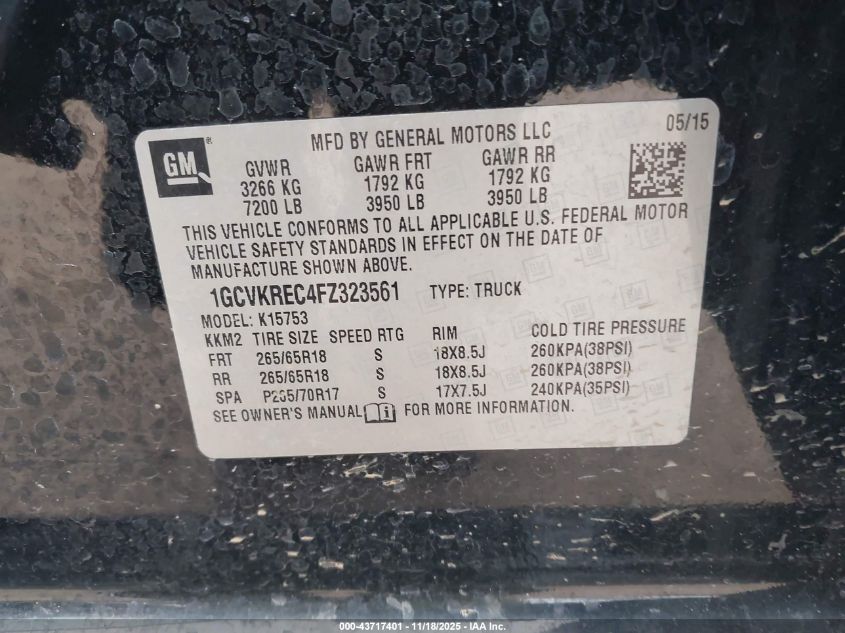 GM
MFD BY GENERAL MOTORS LLC 05/15
GVWR GAWR FRT GAWR RR
3266 KG 1792 KG 1792 KG
7200 LB 3950 LB 3950 LB
THIS VEHICLE CONFORMS TO ALL APPLICABLE U.S. FEDERAL MOTOR
VEHICLE SAFETY STANDARDS IN EFFECT ON THE DATE OF
MANUFACTURE SHOWN ABOVE.
1GCVKREC4FZ323561 TYPE: TRUCK
MODEL: K15753
KKM2 TIRE SIZE SPEED RTG RIM COLD TIRE PRESSURE
FRT 265/65R18 S 18X8.5J 260KPA(38PSI)
RR 265/65R18 S 18X8.5J 260KPA(38PSI)
SPA S 17X7.5J 240KPA(35PSI)
SEE OWNER'S MANUAL FOR MORE INFORMATION.
000-43717401 - 11/18/2025 - IAA Inc.